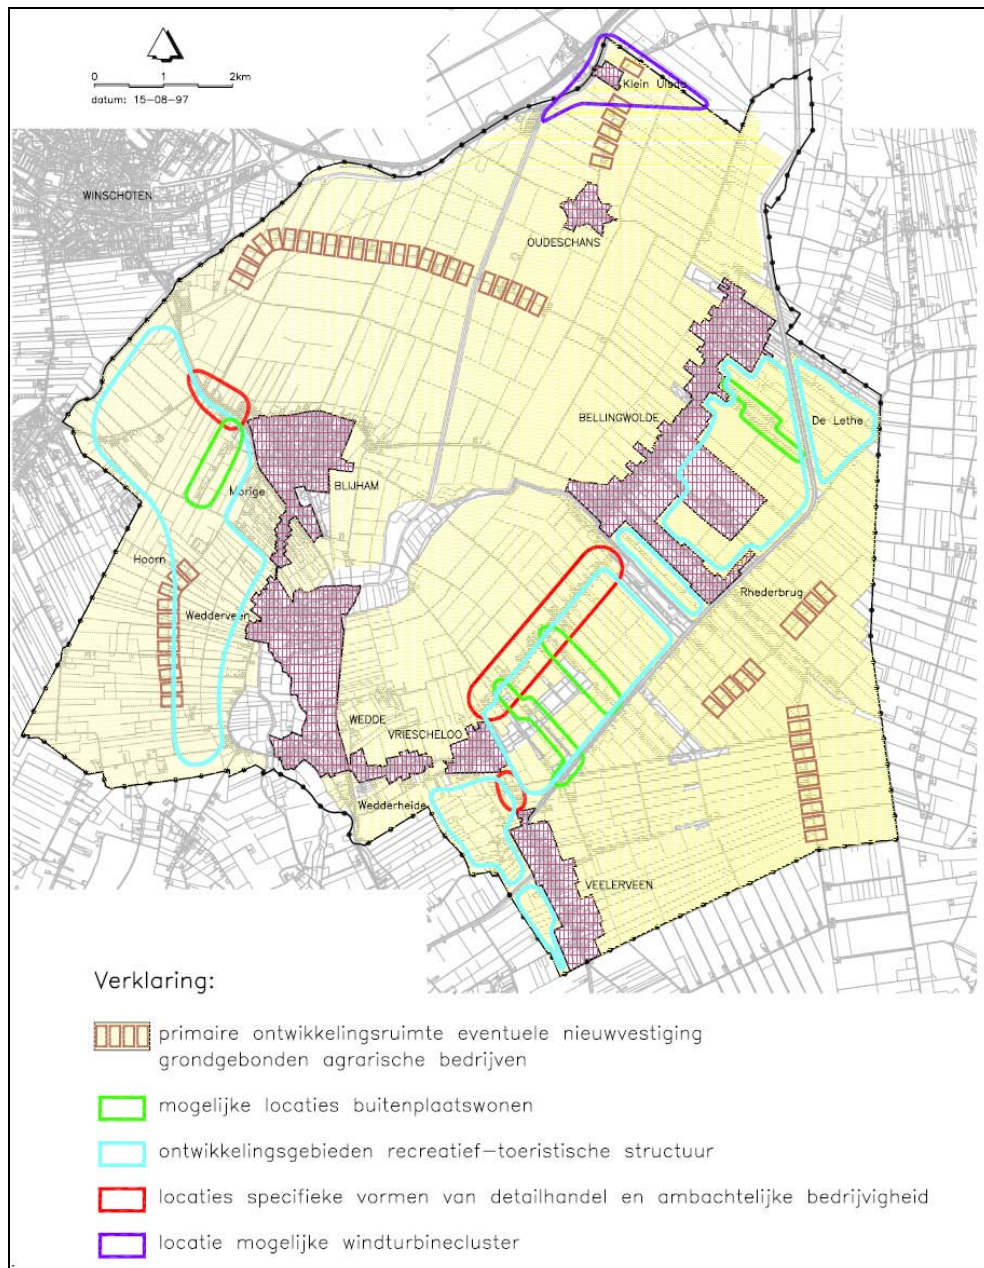 0 1 2km
datum: 15-08-97
WINSCHOTEN
Klein Ulsda
OUDESCHANS
BELLINGWOLDE
De Lethe
BLIJHAM
Morige
Hoorn
Wedderveen
Rhederbrug
WEDDE
VRIESCHELOO
Wedderheide
VEELERVEEN
Verklaring:
primaire ontwikkelingsruimte eventuele nieuwvestiging
grondgebonden agrarische bedrijven
mogelijke locaties buitenplaatswonen
ontwikkelingsgebieden recreatief-toeristische structuur
locaties specifieke vormen van detailhandel en ambachtelijke bedrijvigheid
locatie mogelijke windturbinecluster